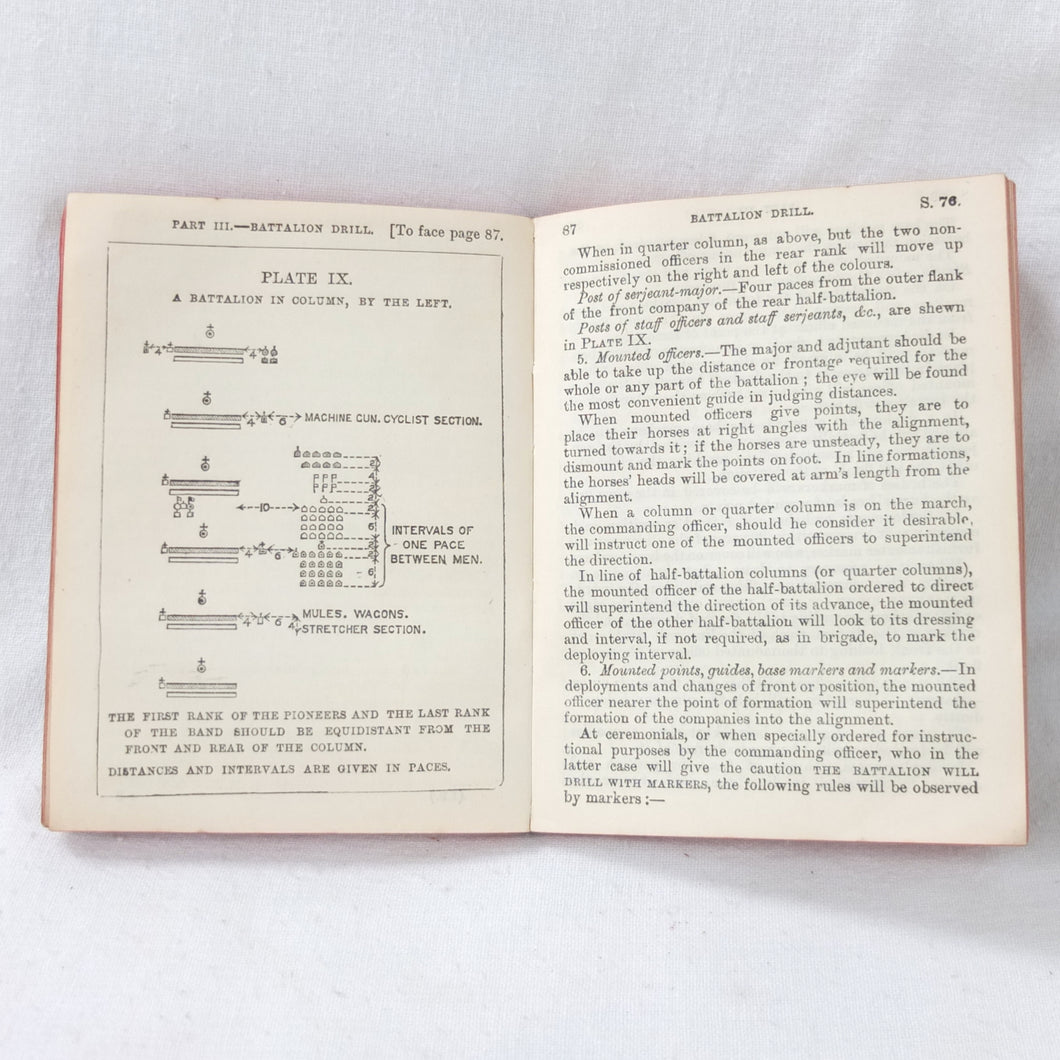 PART III.—BATTALION DRILL. [To face page 87.
PLATE IX.
A BATTALION IN COLUMN, BY THE LEFT.
4 4
4 6 MACHINE GUN. CYCLIST SECTION.
2
4
2
10 2
6
INTERVALS OF
ONE PACE
BETWEEN MEN.
2
4 6 2
6
4 6 MULES. WAGONS.
4 STRETCHER SECTION.
THE FIRST RANK OF THE PIONEERS AND THE LAST RANK
OF THE BAND SHOULD BE EQUIDISTANT FROM THE
FRONT AND REAR OF THE COLUMN.
DISTANCES AND INTERVALS ARE GIVEN IN PACES.
87 BATTALION DRILL. S. 76.
When in quarter column, as above, but the two non-
commissioned officers in the rear rank will move up
respectively on the right and left of the colours.
Post of serjeant-major.—Four paces from the outer flank
of the front company of the rear half-battalion.
Posts of staff officers and staff serjeants, &c., are shewn
in PLATE IX.
5. Mounted officers.—The major and adjutant should be
able to take up the distance or frontage required for the
whole or any part of the battalion; the eye will be found
the most convenient guide in judging distances.
When mounted officers give points, they are to
place their horses at right angles with the alignment,
turned towards it; if the horses are unsteady, they are to
dismount and mark the points on foot. In line formations,
the horses' heads will be covered at arm's length from the
alignment.
When a column or quarter column is on the march,
the commanding officer, should he consider it desirable,
will instruct one of the mounted officers to superintend
the direction.
In line of half-battalion columns (or quarter columns),
the mounted officer of the half-battalion ordered to direct
will superintend the direction of its advance, the mounted
officer of the other half-battalion will look to its dressing
and interval, if not required, as in brigade, to mark the
deploying interval.
6. Mounted points, guides, base markers and markers.—In
deployments and changes of front or position, the mounted
officer nearer the point of formation will superintend the
formation of the companies into the alignment.
At ceremonials, or when specially ordered for instruc-
tional purposes by the commanding officer, who in the
latter case will give the caution THE BATTALION WILL
DRILL WITH MARKERS, the following rules will be observed
by markers:—